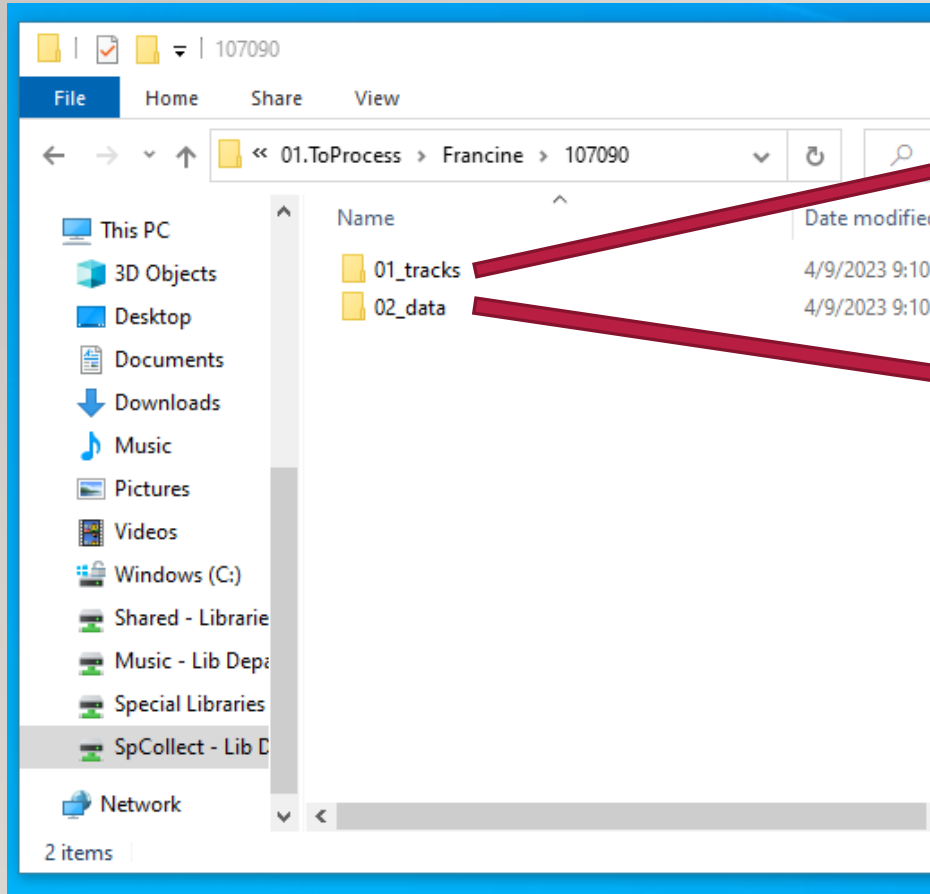 107090
File Home Share View
« 01.ToProcess > Francine > 107090
Name Date modified
01_tracks 4/9/2023 9:10
02_data 4/9/2023 9:10
This PC
3D Objects
Desktop
Documents
Downloads
Music
Pictures
Videos
Windows (C:)
Shared - Librarie
Music - Lib Depa
Special Libraries
SpCollect - Lib D
Network
2 items